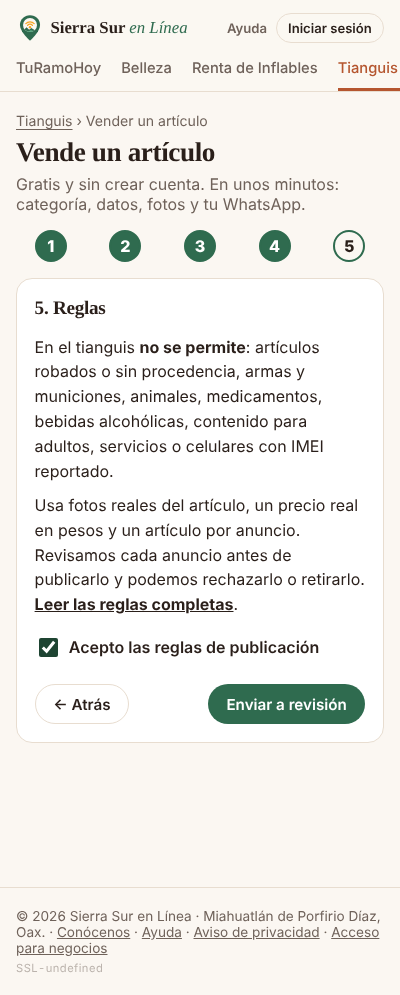 Sierra Sur en Línea
Ayuda
Iniciar sesión
TuRamoHoy
Belleza
Renta de Inflables
Tianguis
Tianguis › Vender un artículo
Vende un artículo
Gratis y sin crear cuenta. En unos minutos:
categoría, datos, fotos y tu WhatsApp.
1
2
3
4
5
5. Reglas
En el tianguis no se permite: artículos
robados o sin procedencia, armas y
municiones, animales, medicamentos,
bebidas alcohólicas, contenido para
adultos, servicios o celulares con IMEI
reportado.
Usa fotos reales del artículo, un precio real
en pesos y un artículo por anuncio.
Revisamos cada anuncio antes de
publicarlo y podemos rechazarlo o retirarlo.
Leer las reglas completas.
Acepto las reglas de publicación
← Atrás
Enviar a revisión
© 2026 Sierra Sur en Línea · Miahuatlán de Porfirio Díaz,
Oax. · Conócenos · Ayuda · Aviso de privacidad · Acceso
para negocios
SSL-undefined